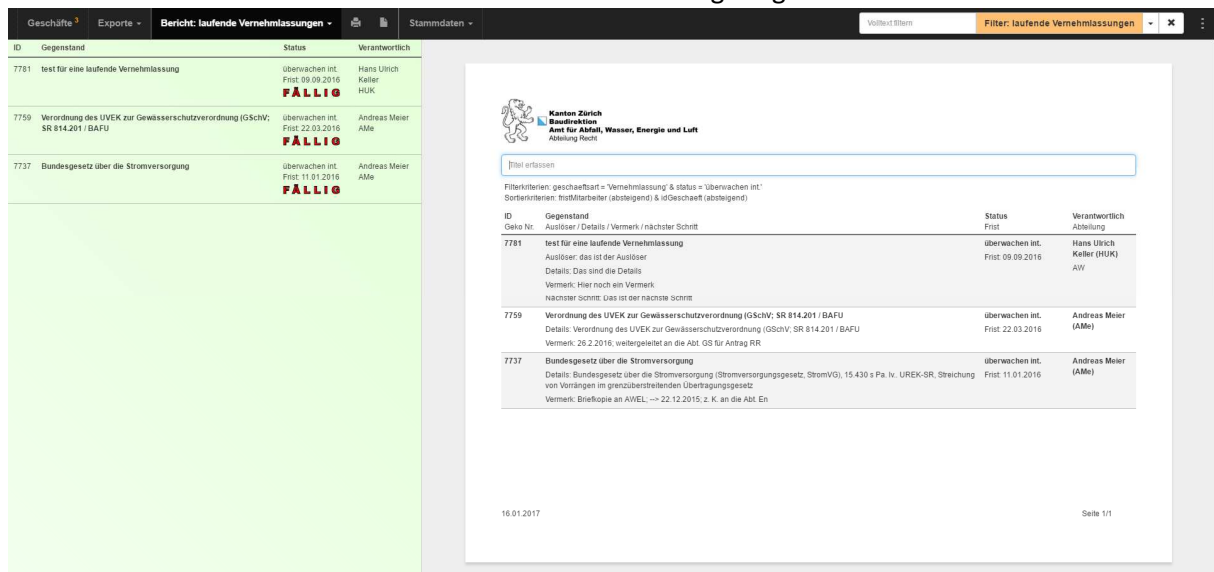 Geschäfte 3 Exporte Bericht: laufende Vernehmlassungen Stammdaten Volltext filtern Filter: laufende Vernehmlassungen
ID Gegenstand Status Verantwortlich
7781 test für eine laufende Vernehmlassung überwachen int. Hans Ulrich
Frist: 09.09.2016 Keller
FÄLLIG HUK
7759 Verordnung des UVEK zur Gewässerschutzverordnung (GSchV; überwachen int. Andreas Meier
SR 814.201 / BAFU Frist: 22.03.2016 AMe
FÄLLIG
7737 Bundesgesetz über die Stromversorgung überwachen int. Andreas Meier
Frist: 11.01.2016 AMe
FÄLLIG
Kanton Zürich
Baudirektion
Amt für Abfall, Wasser, Energie und Luft
Abteilung Recht
Titel erfassen
Filterkriterien: geschaeftsart = 'Vernehmlassung' & status = 'überwachen int.'
Sortierkriterien: fristMitarbeiter (absteigend) & idGeschaeft (absteigend)
ID Gegenstand Status Verantwortlich
Geko Nr. Auslöser / Details / Vermerk / nächster Schritt Frist Abteilung
7781 test für eine laufende Vernehmlassung überwachen int. Hans Ulrich
Auslöser: das ist der Auslöser Frist: 09.09.2016 Keller (HUK)
Details: Das sind die Details AW
Vermerk: Hier noch ein Vermerk
Nächster Schritt: Das ist der nächste Schritt
7759 Verordnung des UVEK zur Gewässerschutzverordnung (GSchV; SR 814.201 / BAFU überwachen int. Andreas Meier
Details: Verordnung des UVEK zur Gewässerschutzverordnung (GSchV; SR 814.201 / BAFU Frist: 22.03.2016 (AMe)
Vermerk: 26.2.2016; weitergeleitet an die Abt. GS für Antrag RR
7737 Bundesgesetz über die Stromversorgung überwachen int. Andreas Meier
Details: Bundesgesetz über die Stromversorgung (Stromversorgungsgesetz, StromVG), 15.430 s Pa. Iv.. UREK-SR, Streichung Frist: 11.01.2016 (AMe)
von Vorrängen im grenzüberstreitenden Übertragungsgesetz
Vermerk: Briefkopie an AWEL; --> 22.12.2015; z. K. an die Abt. En
16.01.2017 Seite 1/1